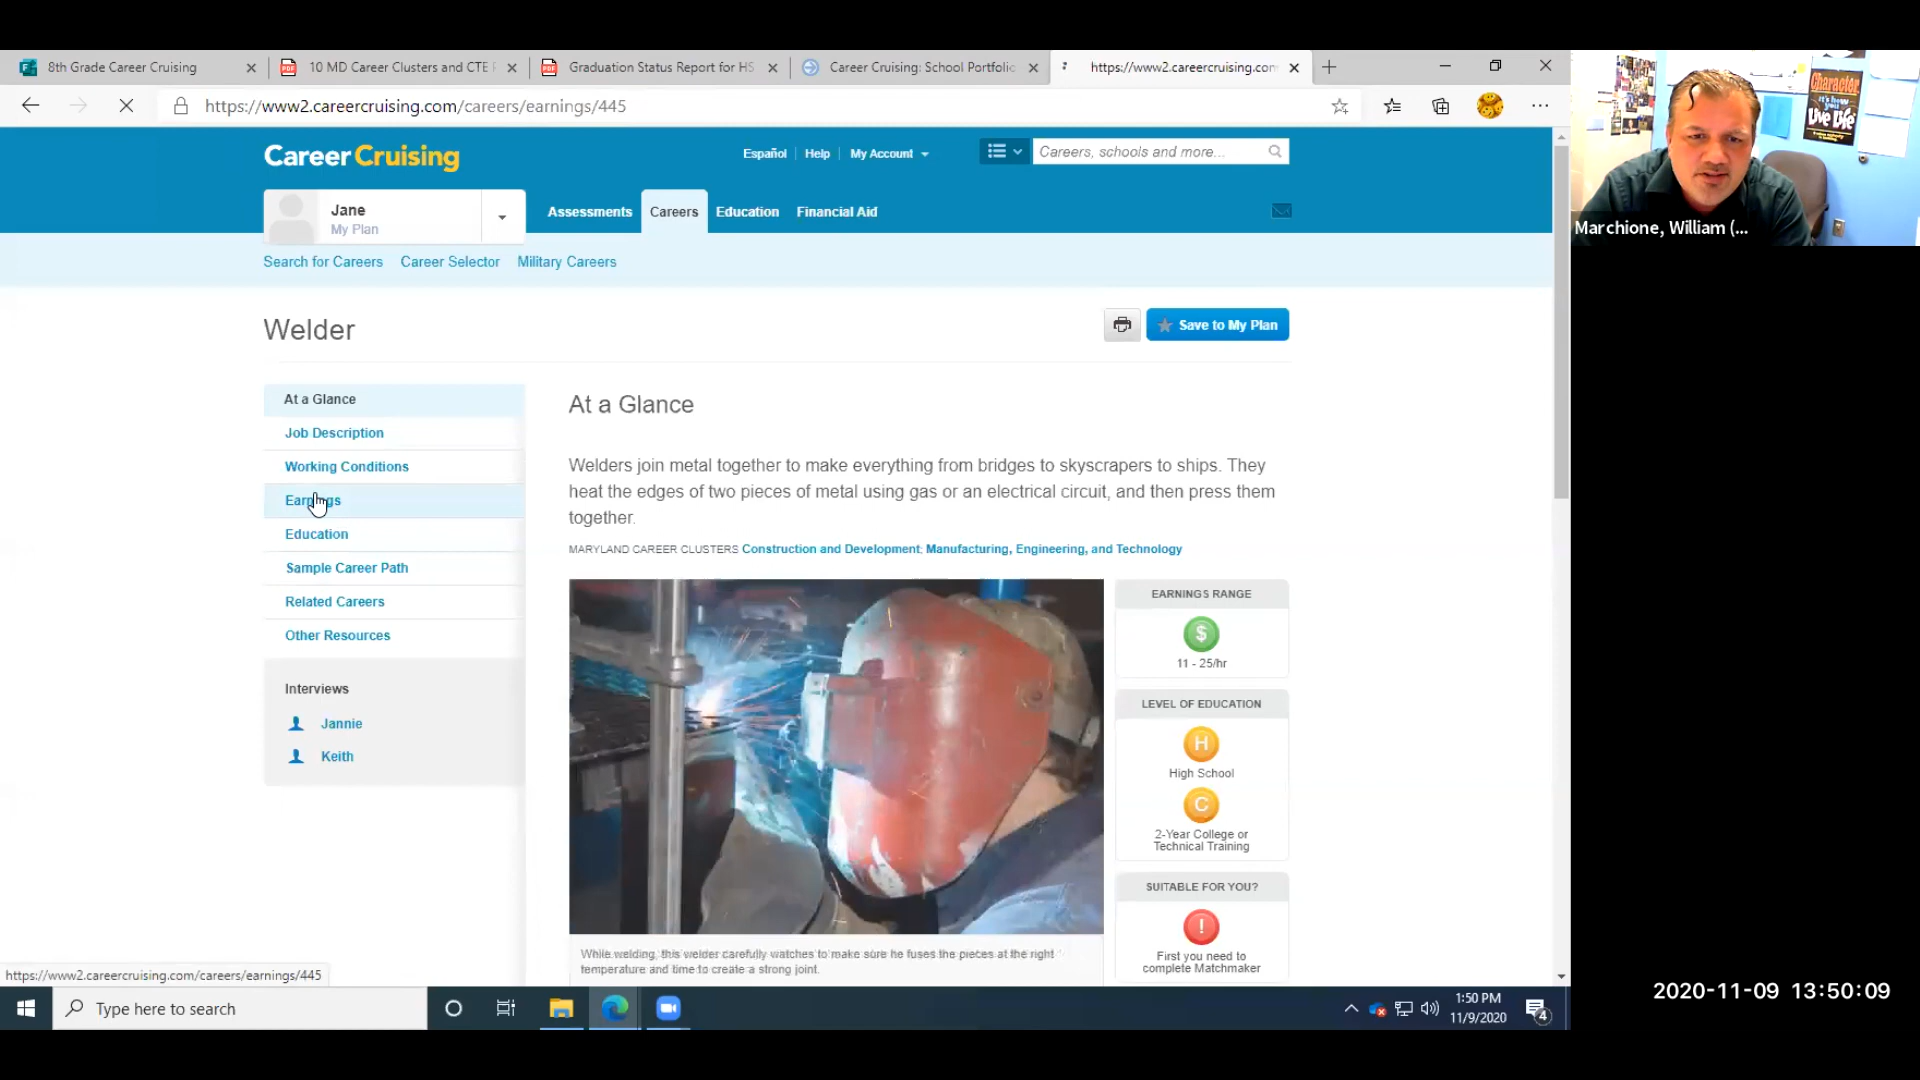 8th Grade Career Cruising
10 MD Career Clusters and CTE
Graduation Status Report for HS
Career Cruising: School Portfolio
https://www2.careercruising.com
https://www2.careercruising.com/careers/earnings/445
CareerCruising
Español Help My Account
Careers, schools and more...
Jane
My Plan
Assessments Careers Education Financial Aid
Search for Careers Career Selector Military Careers
Welder
Save to My Plan
At a Glance
Job Description
Working Conditions
Earnings
Education
Sample Career Path
Related Careers
Other Resources
Interviews
Jannie
Keith
At a Glance
Welders join metal together to make everything from bridges to skyscrapers to ships. They
heat the edges of two pieces of metal using gas or an electrical circuit, and then press them
together.
MARYLAND CAREER CLUSTERS Construction and Development; Manufacturing, Engineering, and Technology
EARNINGS RANGE
$
11 - 25/hr
LEVEL OF EDUCATION
H
High School
C
2-Year College or
Technical Training
SUITABLE FOR YOU?
!
First you need to
complete Matchmaker
While welding, this welder carefully watches to make sure he fuses the pieces at the right
temperature and time to create a strong joint.
https://www2.careercruising.com/careers/earnings/445
Type here to search
1:50 PM
11/9/2020
4
Character
it's how
you
Live Life
Marchione, William (...
2020-11-09 13:50:09